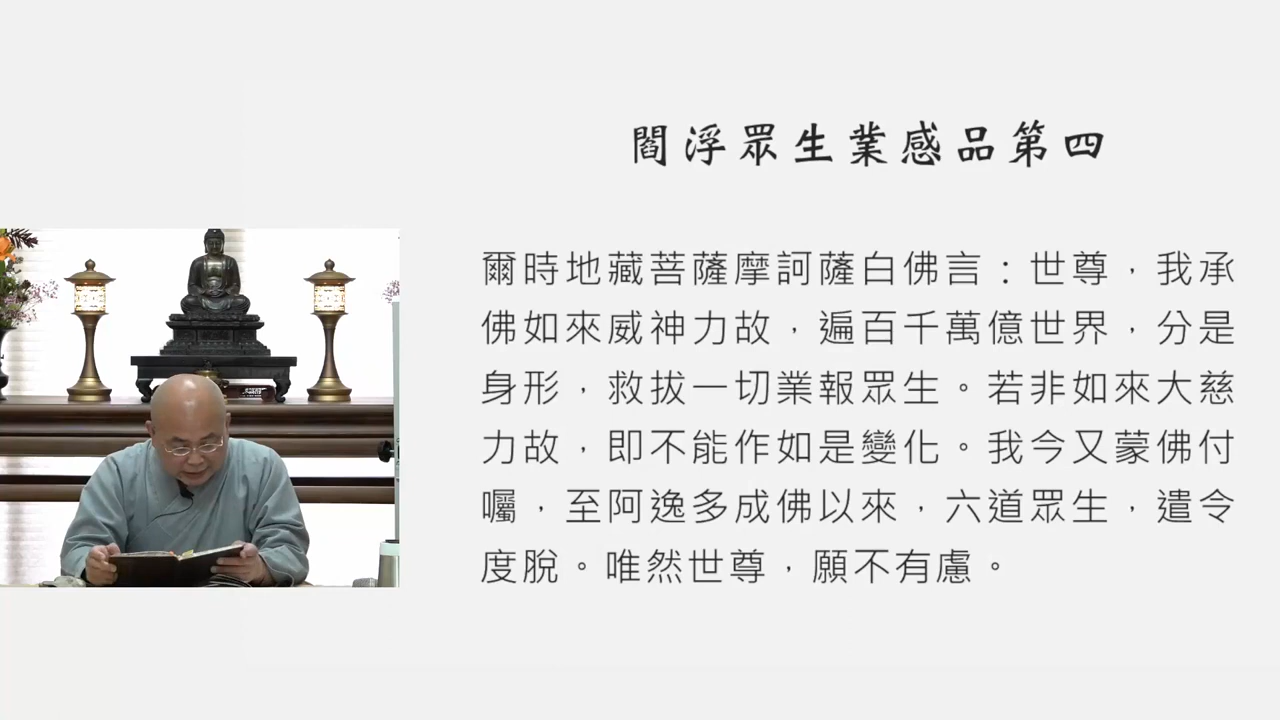 閻浮眾生業感品第四
爾時地藏菩薩摩訶薩白佛言：世尊，我承
佛如來威神力故，遍百千萬億世界，分是
身形，救拔一切業報眾生。若非如來大慈
力故，即不能作如是變化。我今又蒙佛付
囑，至阿逸多成佛以來，六道眾生，遣令
度脫。唯然世尊，願不有慮。